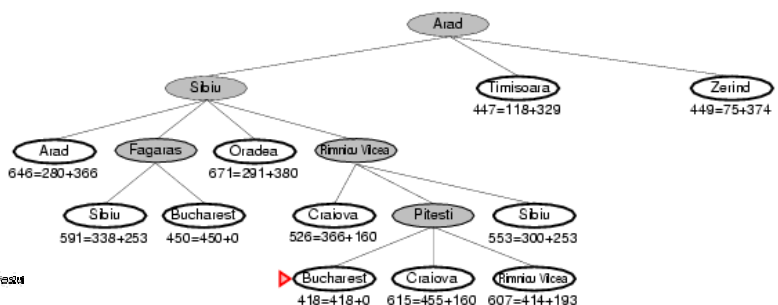 Arad
Sibiu
Timisoara
Zerind
447=118+329
449=75+374
Arad
Fagaras
Oradea
Rimnicu Vilcea
646=280+366
671=291+380
Sibiu
Bucharest
Craiova
Pitesti
Sibiu
591=338+253
450=450+0
526=366+160
553=300+253
Bucharest
Craiova
Rimnicu Vilcea
418=418+0
615=455+160
607=414+193